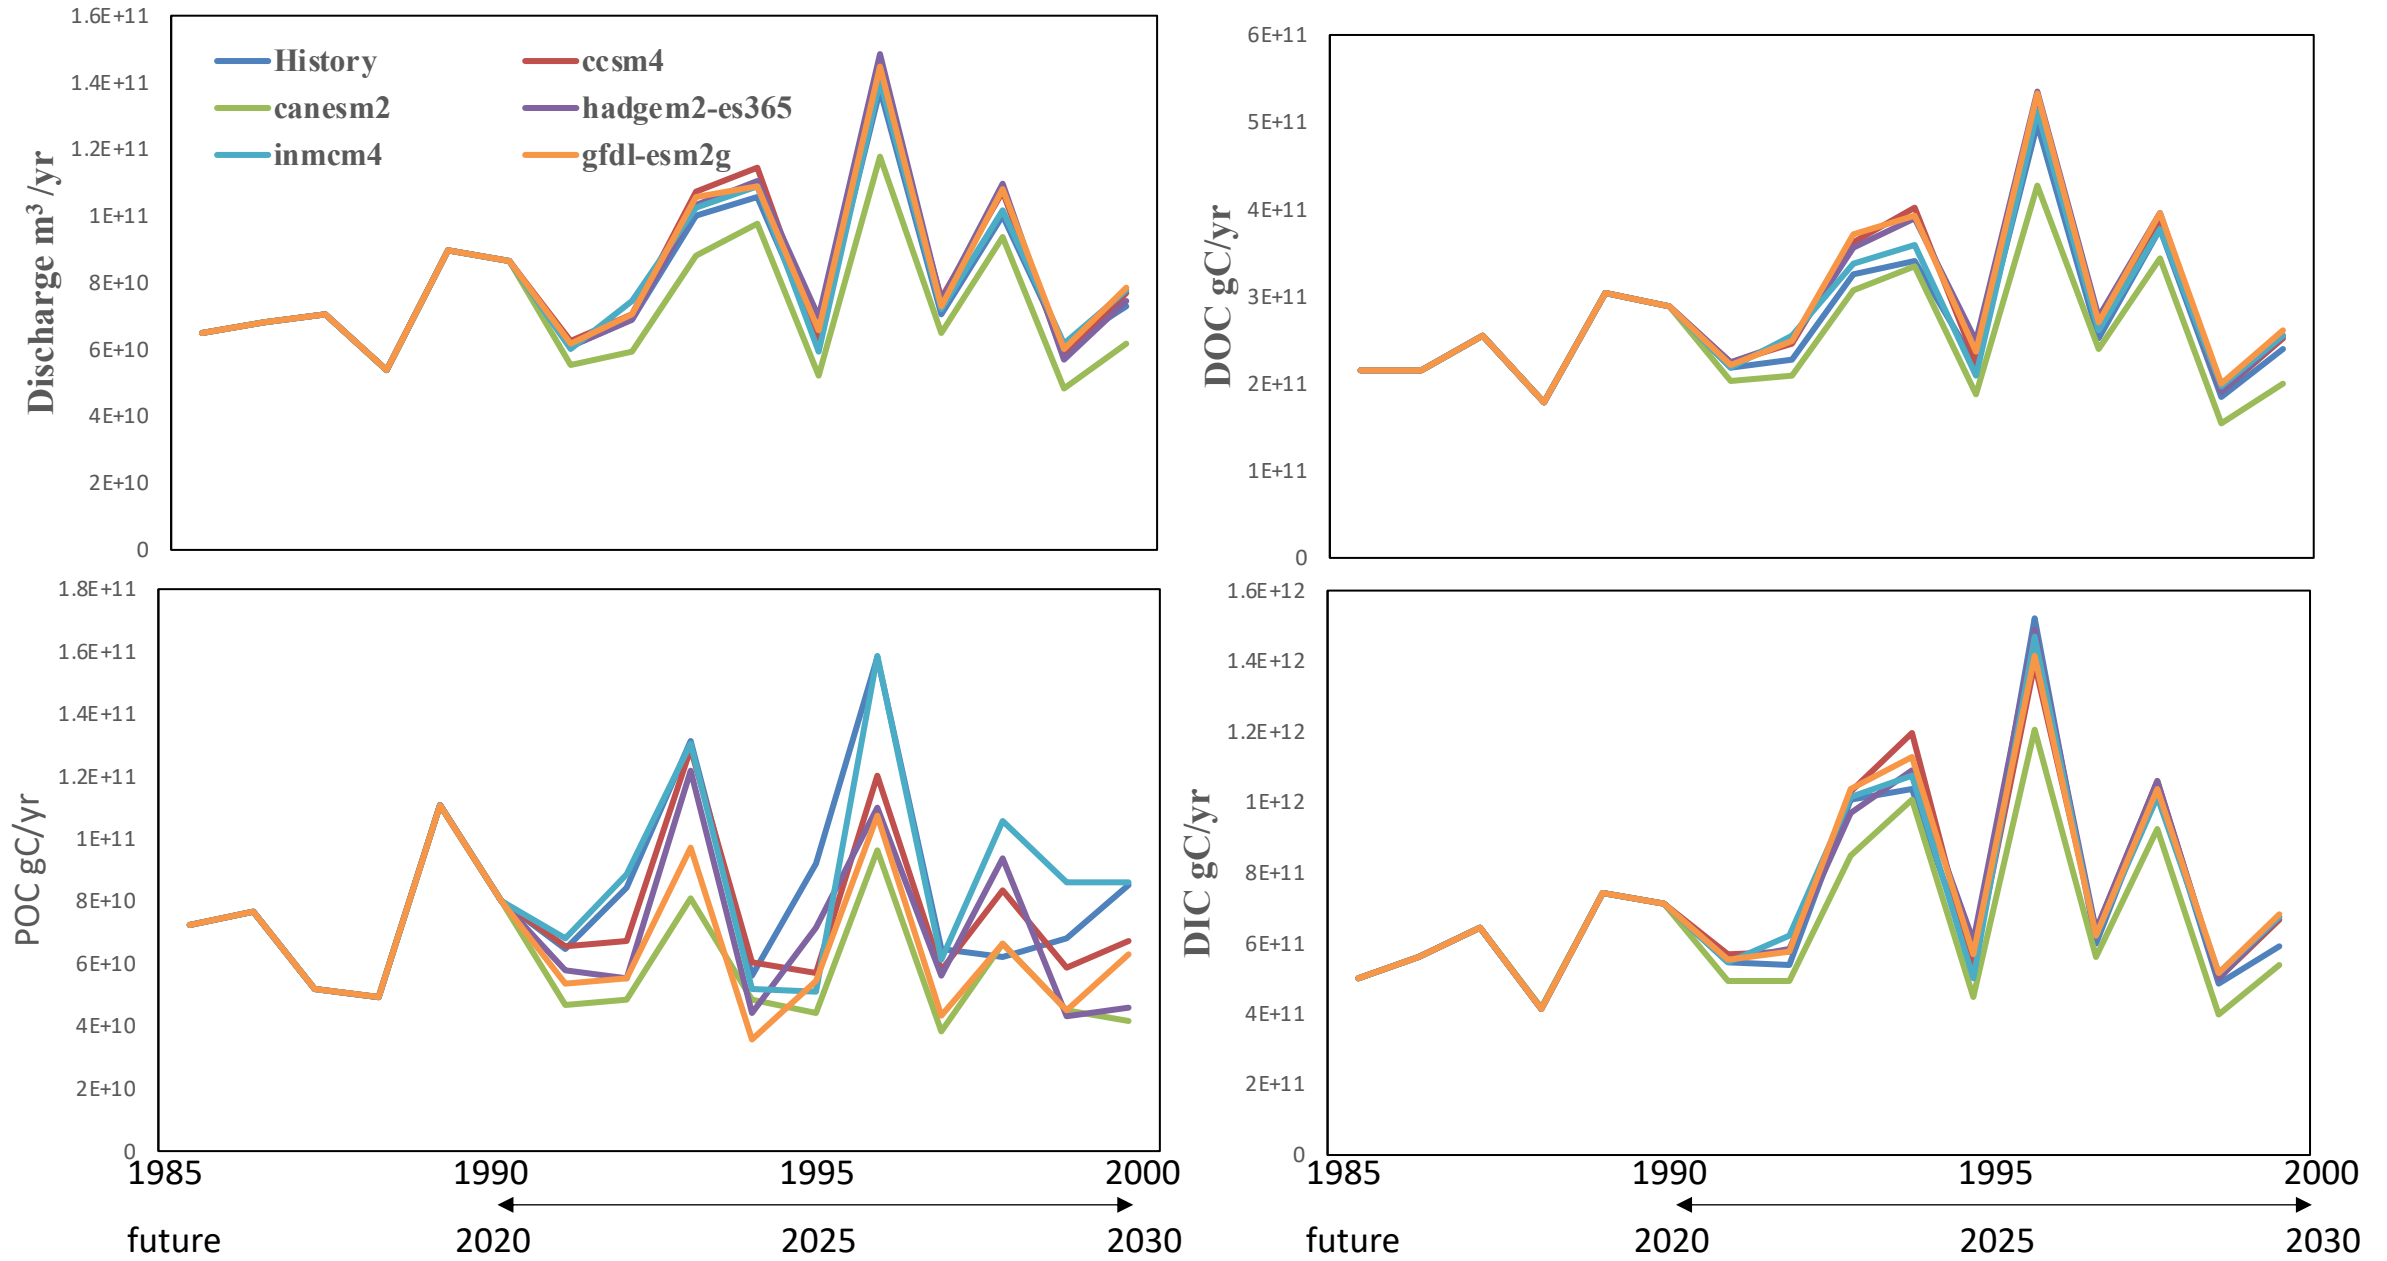 1.6E+11
1.4E+11
1.2E+11
1E+11
8E+10
6E+10
4E+10
2E+10
0
Discharge m³/yr
History
ccsm4
canesm2
hadgem2-es365
inmcm4
gfdl-esm2g
6E+11
5E+11
4E+11
3E+11
2E+11
1E+11
0
DOC gC/yr
1.8E+11
1.6E+11
1.4E+11
1.2E+11
1E+11
8E+10
6E+10
4E+10
2E+10
0
POC gC/yr
1985 1990 1995 2000
future 2020 2025 2030
1.6E+12
1.4E+12
1.2E+12
1E+12
8E+11
6E+11
4E+11
2E+11
0
DIC gC/yr
1985 1990 1995 2000
future 2020 2025 2030